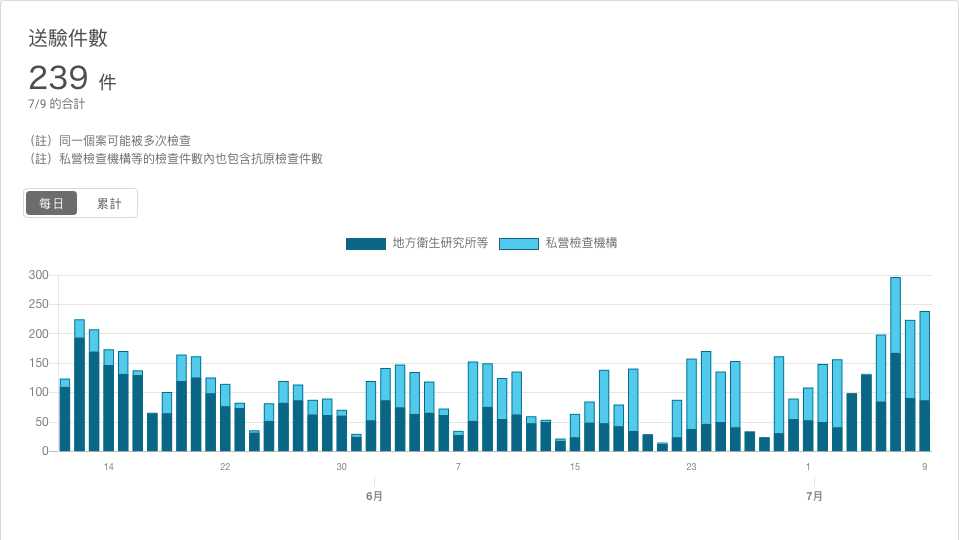 送驗件數
239 件
7/9 的合計
（註）同一個案可能被多次檢查
（註）私營檢查機構等的檢查件數內也包含抗原檢查件數
每日 累計
地方衛生研究所等 私營檢查機構
300
250
200
150
100
50
0
14 22 30 7 15 23 1 9
6月 7月